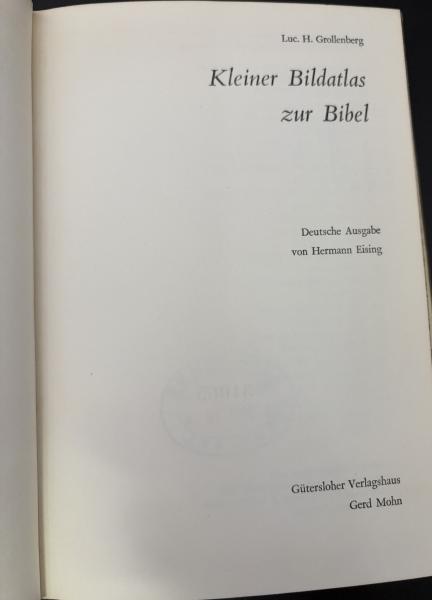 Luc. H. Grollenberg
Kleiner Bildatlas
zur Bibel
Deutsche Ausgabe
von Hermann Eising
Gütersloher Verlagshaus
Gerd Mohn